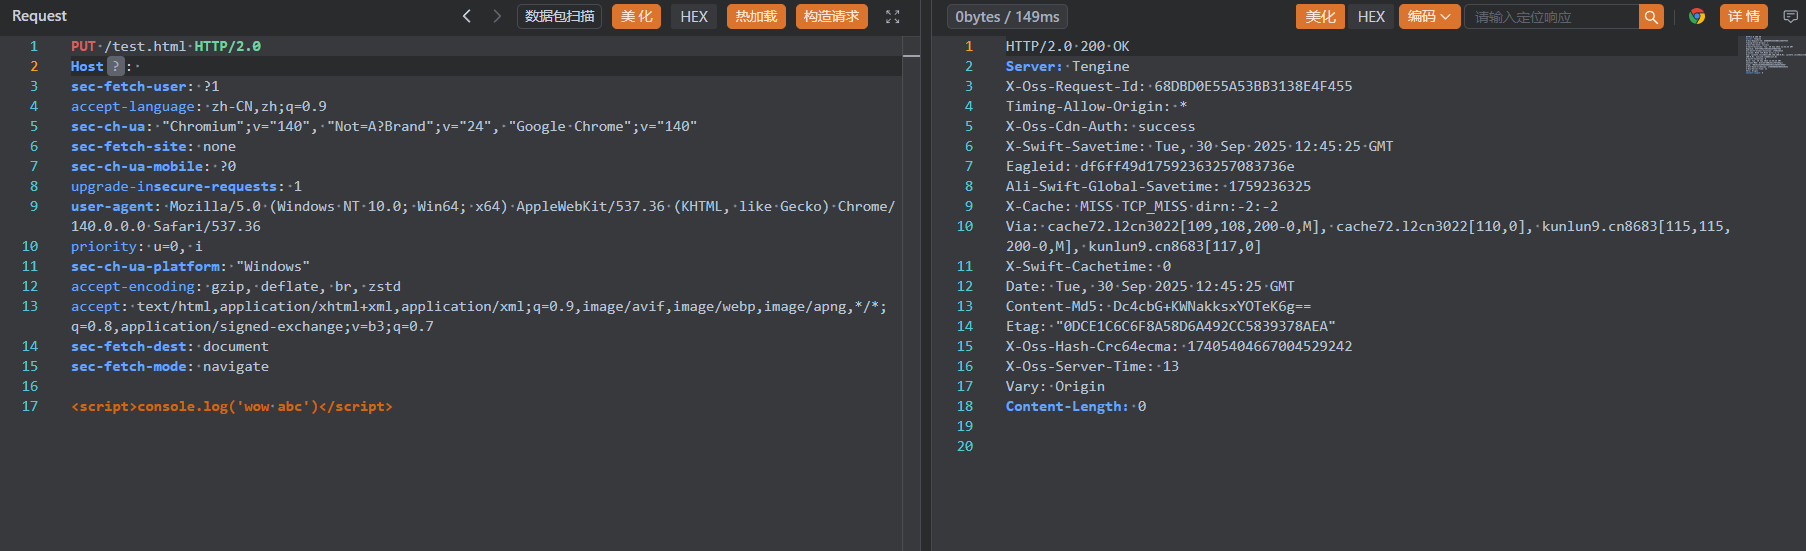 Request
数据包扫描
美化
HEX
热加载
构造请求
0bytes / 149ms
美化
HEX
编码
请输入定位响应
详情
1 PUT /test.html HTTP/2.0
2 Host ? :
3 sec-fetch-user: ?1
4 accept-language: zh-CN,zh;q=0.9
5 sec-ch-ua: "Chromium";v="140", "Not=A?Brand";v="24", "Google Chrome";v="140"
6 sec-fetch-site: none
7 sec-ch-ua-mobile: ?0
8 upgrade-insecure-requests: 1
9 user-agent: Mozilla/5.0 (Windows NT 10.0; Win64; x64) AppleWebKit/537.36 (KHTML, like Gecko) Chrome/
140.0.0.0 Safari/537.36
10 priority: u=0, i
11 sec-ch-ua-platform: "Windows"
12 accept-encoding: gzip, deflate, br, zstd
13 accept: text/html,application/xhtml+xml,application/xml;q=0.9,image/avif,image/webp,image/apng,*/*;
q=0.8,application/signed-exchange;v=b3;q=0.7
14 sec-fetch-dest: document
15 sec-fetch-mode: navigate
16
17 <script>console.log('wow abc')</script>
1 HTTP/2.0 200 OK
2 Server: Tengine
3 X-Oss-Request-Id: 68DBD0E55A53BB3138E4F455
4 Timing-Allow-Origin: *
5 X-Oss-Cdn-Auth: success
6 X-Swift-Savetime: Tue, 30 Sep 2025 12:45:25 GMT
7 Eagleid: df6ff49d17592363257083736e
8 Ali-Swift-Global-Savetime: 1759236325
9 X-Cache: MISS TCP_MISS dirn:-2:-2
10 Via: cache72.l2cn3022[109,108,200-0,M], cache72.l2cn3022[110,0], kunlun9.cn8683[115,115,
200-0,M], kunlun9.cn8683[117,0]
11 X-Swift-Cachetime: 0
12 Date: Tue, 30 Sep 2025 12:45:25 GMT
13 Content-Md5: Dc4cbG+KWNakksxYOTeK6g==
14 Etag: "0DCE1C6C6F8A58D6A492CC5839378AEA"
15 X-Oss-Hash-Crc64ecma: 17405404667004529242
16 X-Oss-Server-Time: 13
17 Vary: Origin
18 Content-Length: 0
19
20